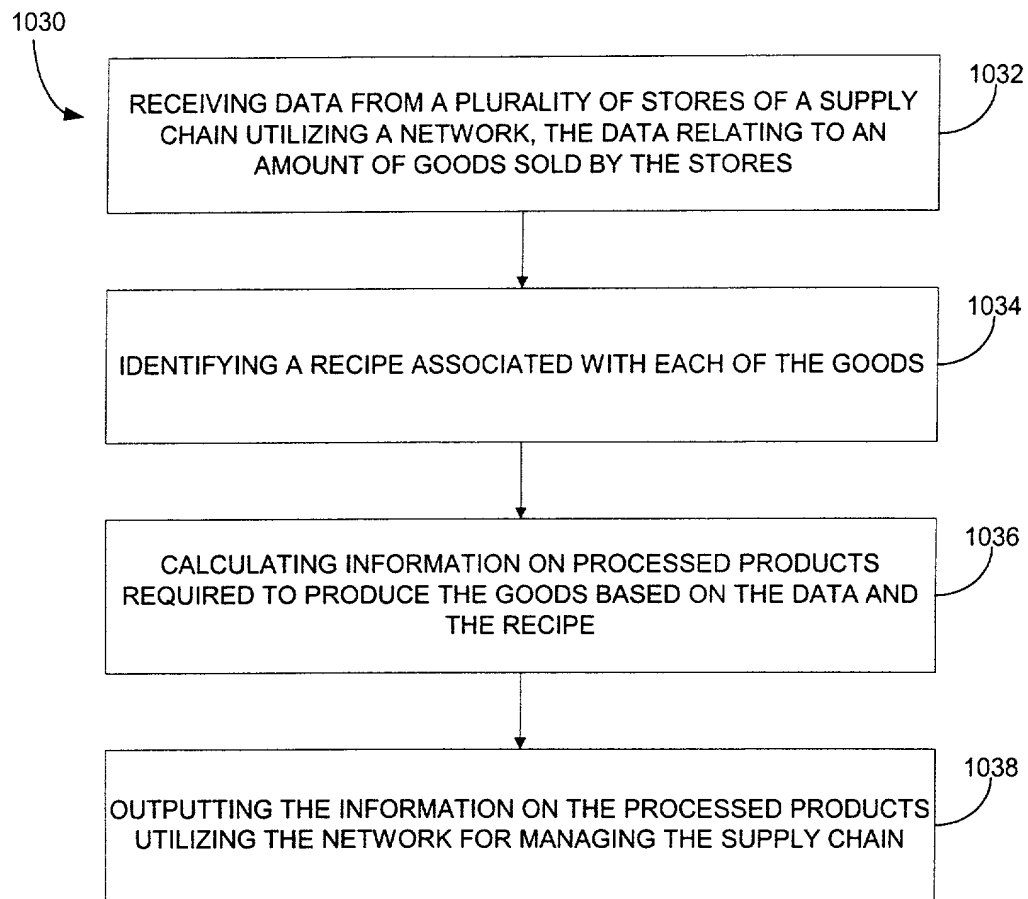 1030
1032
RECEIVING DATA FROM A PLURALITY OF STORES OF A SUPPLY
CHAIN UTILIZING A NETWORK, THE DATA RELATING TO AN
AMOUNT OF GOODS SOLD BY THE STORES
1034
IDENTIFYING A RECIPE ASSOCIATED WITH EACH OF THE GOODS
1036
CALCULATING INFORMATION ON PROCESSED PRODUCTS
REQUIRED TO PRODUCE THE GOODS BASED ON THE DATA AND
THE RECIPE
1038
OUTPUTTING THE INFORMATION ON THE PROCESSED PRODUCTS
UTILIZING THE NETWORK FOR MANAGING THE SUPPLY CHAIN